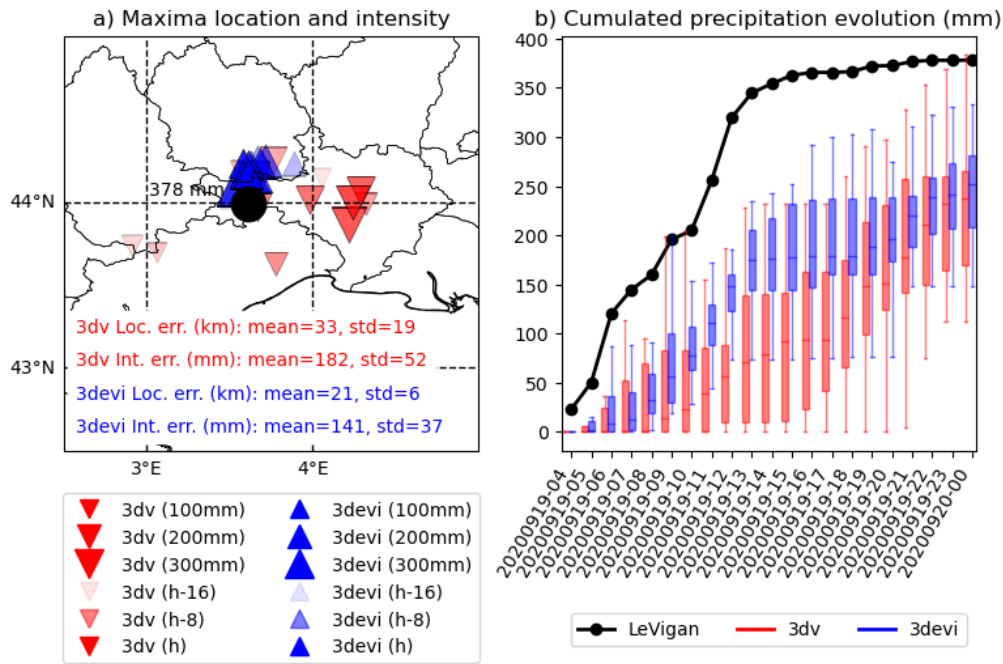 a) Maxima location and intensity
378 mm
44°N
43°N
3dv Loc. err. (km): mean=33, std=19
3dv Int. err. (mm): mean=182, std=52
3devi Loc. err. (km): mean=21, std=6
3devi Int. err. (mm): mean=141, std=37
3°E 4°E
3dv (100mm) 3devi (100mm)
3dv (200mm) 3devi (200mm)
3dv (300mm) 3devi (300mm)
3dv (h-16) 3devi (h-16)
3dv (h-8) 3devi (h-8)
3dv (h) 3devi (h)
b) Cumulated precipitation evolution (mm)
400
350
300
250
200
150
100
50
0
20200919-04
20200919-05
20200919-06
20200919-07
20200919-08
20200919-09
20200919-10
20200919-11
20200919-12
20200919-13
20200919-14
20200919-15
20200919-16
20200919-17
20200919-18
20200919-19
20200919-20
20200919-21
20200919-22
20200919-23
20200920-00
LeVigan 3dv 3devi